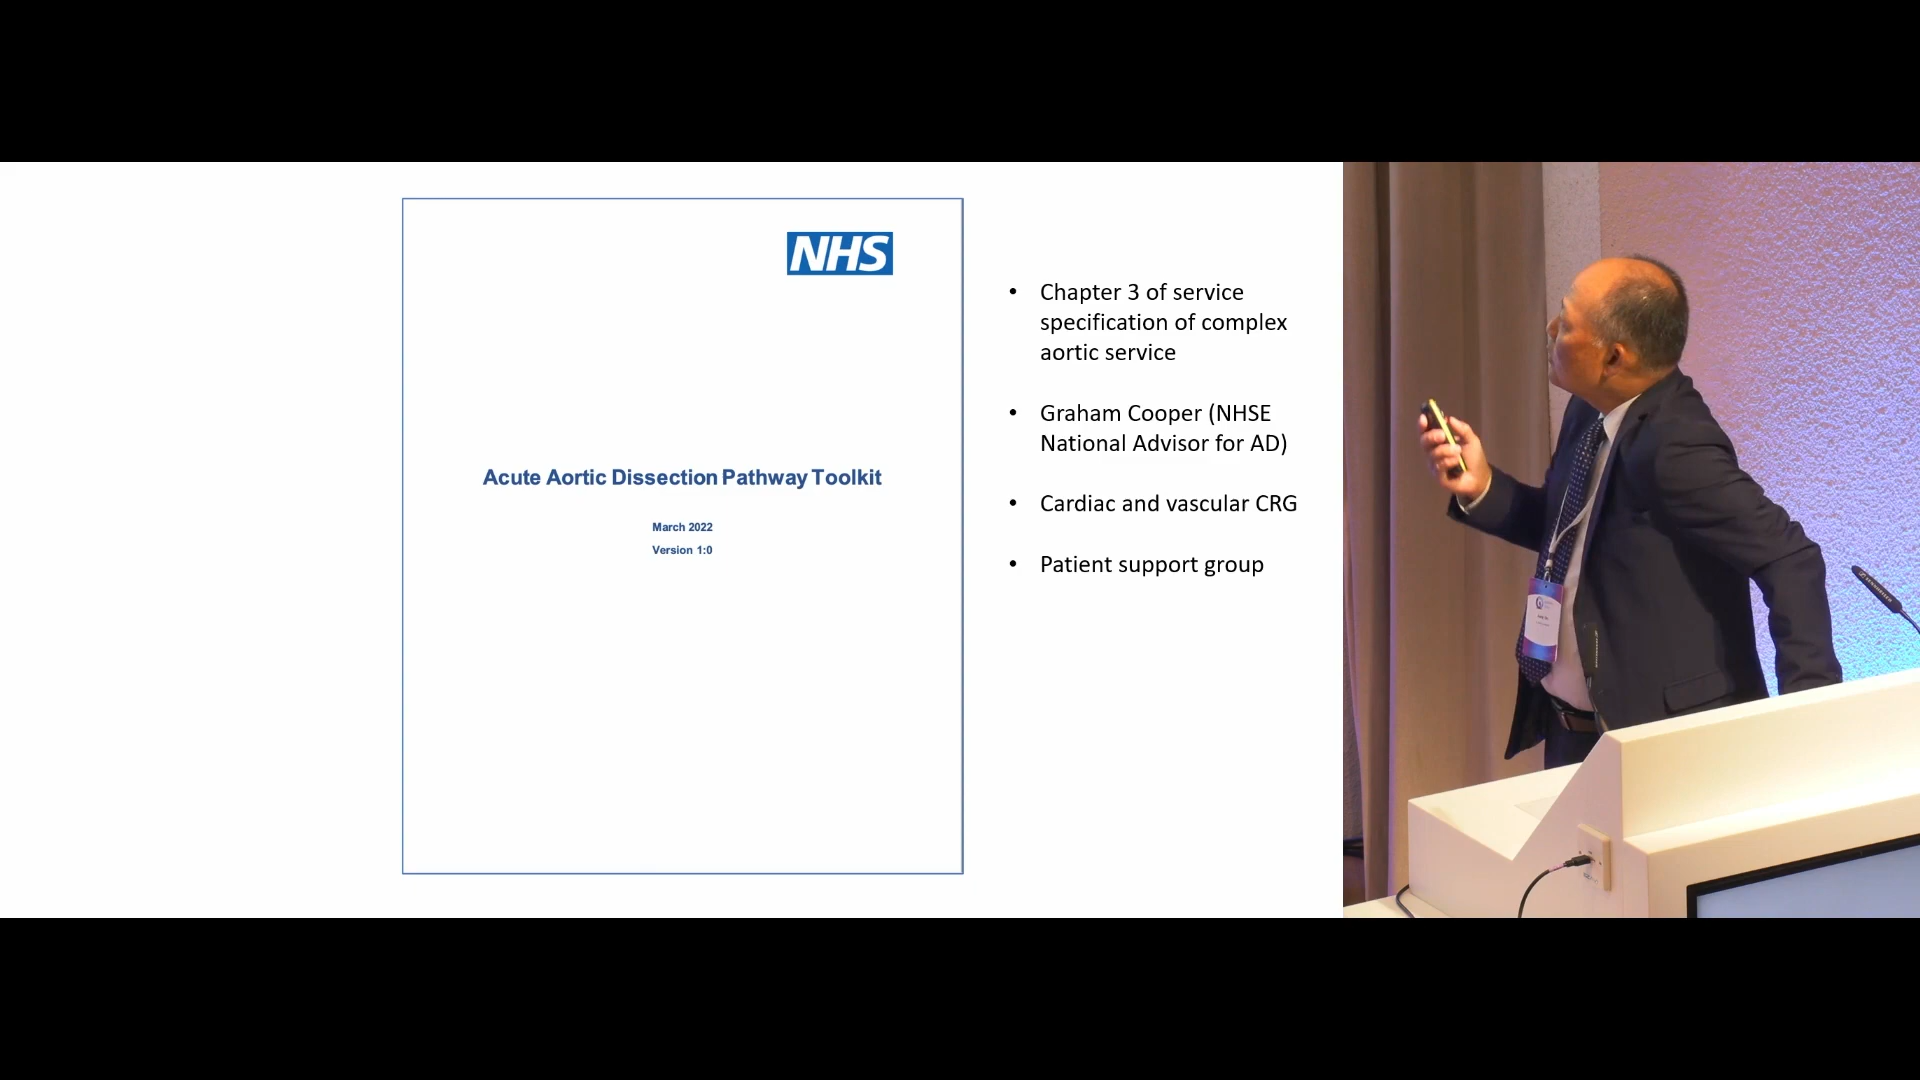 NHS
Acute Aortic Dissection Pathway Toolkit
March 2022
Version 1:0
• Chapter 3 of service
specification of complex
aortic service
• Graham Cooper (NHSE
National Advisor for AD)
• Cardiac and vascular CRG
• Patient support group